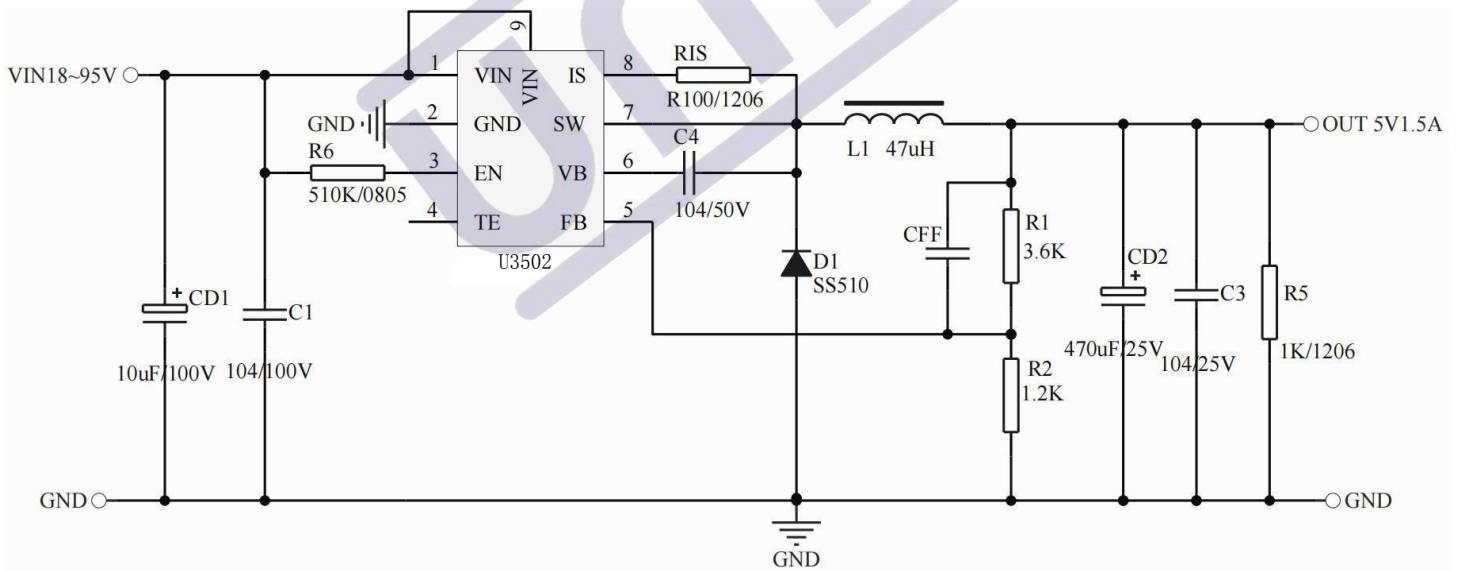 VIN18~95V
9
1
VIN
VIN
IS
8
RIS
R100/1206
GND
2
GND
SW
7
C4
L1 47uH
OUT 5V1.5A
R6
510K/0805
3
EN
VB
6
104/50V
4
TE
FB
5
U3502
CFF
R1
3.6K
D1
SS510
CD2
+
470uF/25V
C3
104/25V
R5
1K/1206
+
CD1
10uF/100V
C1
104/100V
R2
1.2K
GND
GND
GND